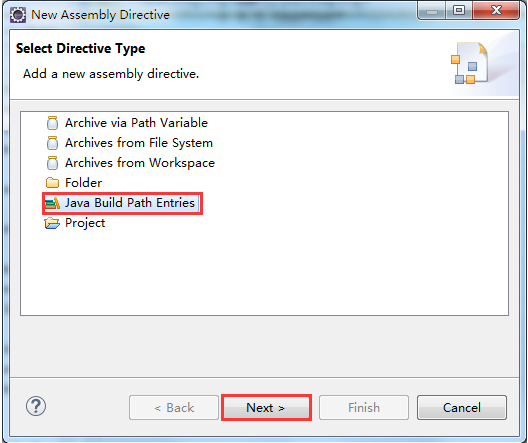 New Assembly Directive
Select Directive Type
Add a new assembly directive.
Archive via Path Variable
Archives from File System
Archives from Workspace
Folder
Java Build Path Entries
Project
? < Back Next > Finish Cancel